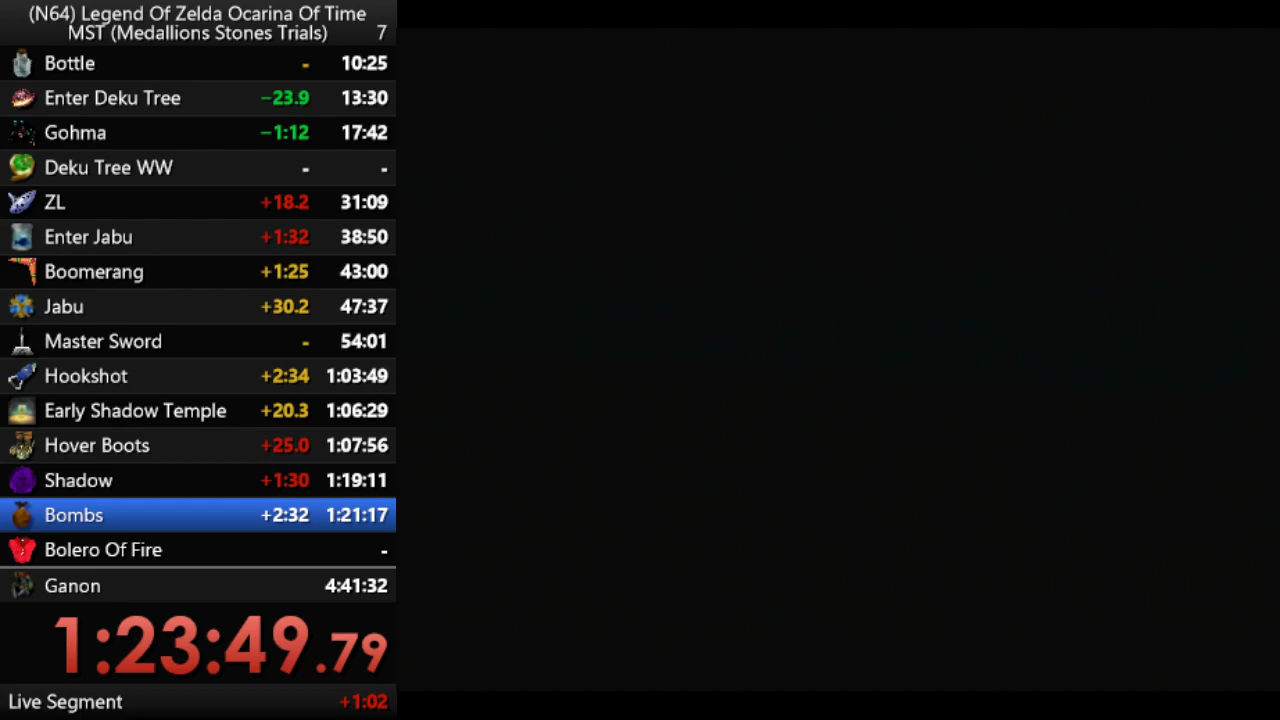 (N64) Legend Of Zelda Ocarina Of Time
MST (Medallions Stones Trials) 7
Bottle - 10:25
Enter Deku Tree −23.9 13:30
Gohma −1:12 17:42
Deku Tree WW - -
ZL +18.2 31:09
Enter Jabu +1:32 38:50
Boomerang +1:25 43:00
Jabu +30.2 47:37
Master Sword - 54:01
Hookshot +2:34 1:03:49
Early Shadow Temple +20.3 1:06:29
Hover Boots +25.0 1:07:56
Shadow +1:30 1:19:11
Bombs +2:32 1:21:17
Bolero Of Fire -
Ganon 4:41:32
1:23:49.79
Live Segment +1:02